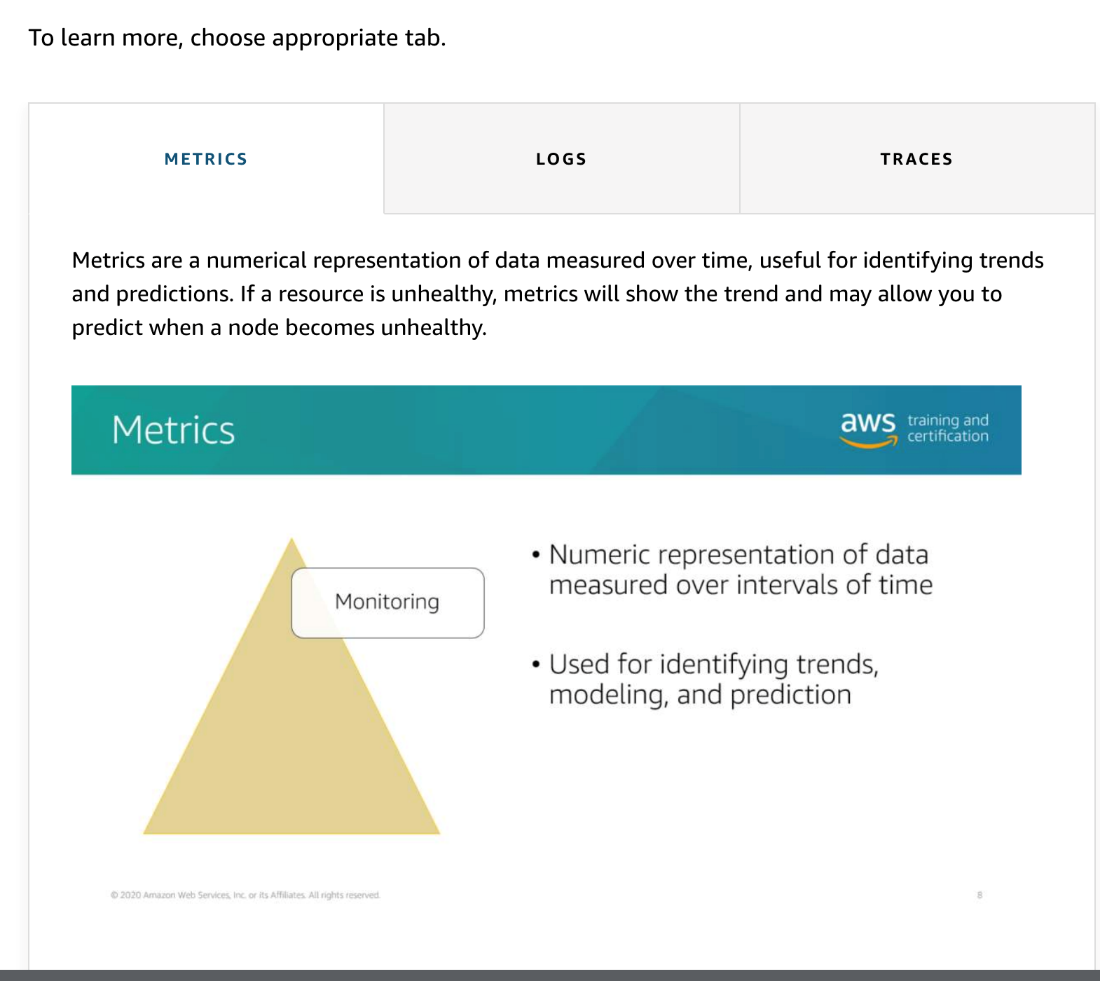 To learn more, choose appropriate tab.
METRICS
LOGS
TRACES
Metrics are a numerical representation of data measured over time, useful for identifying trends
and predictions. If a resource is unhealthy, metrics will show the trend and may allow you to
predict when a node becomes unhealthy.
Metrics
aws
training and
certification
Monitoring
• Numeric representation of data
measured over intervals of time
• Used for identifying trends,
modeling, and prediction
© 2020 Amazon Web Services, Inc. or its Affiliates. All rights reserved.
8